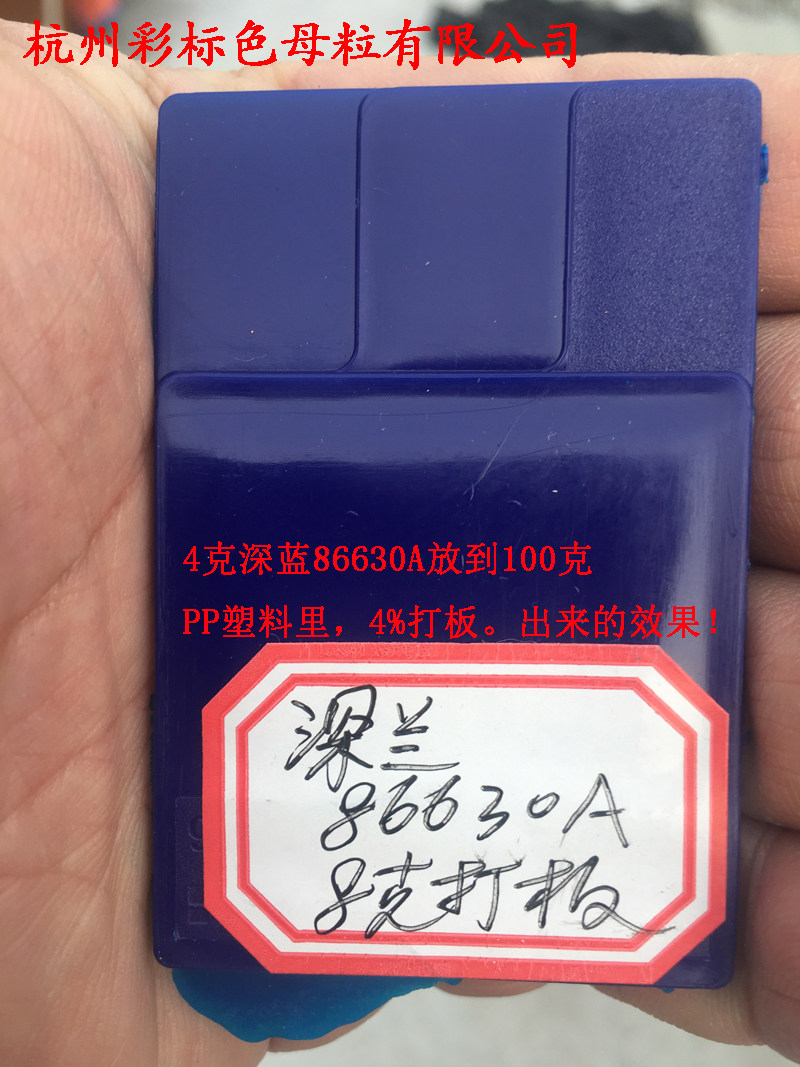 杭州彩标色母粒有限公司
4克深蓝86630A放到100克
PP塑料里，4%打板。出来的效果！
深兰
86630A
8克打板